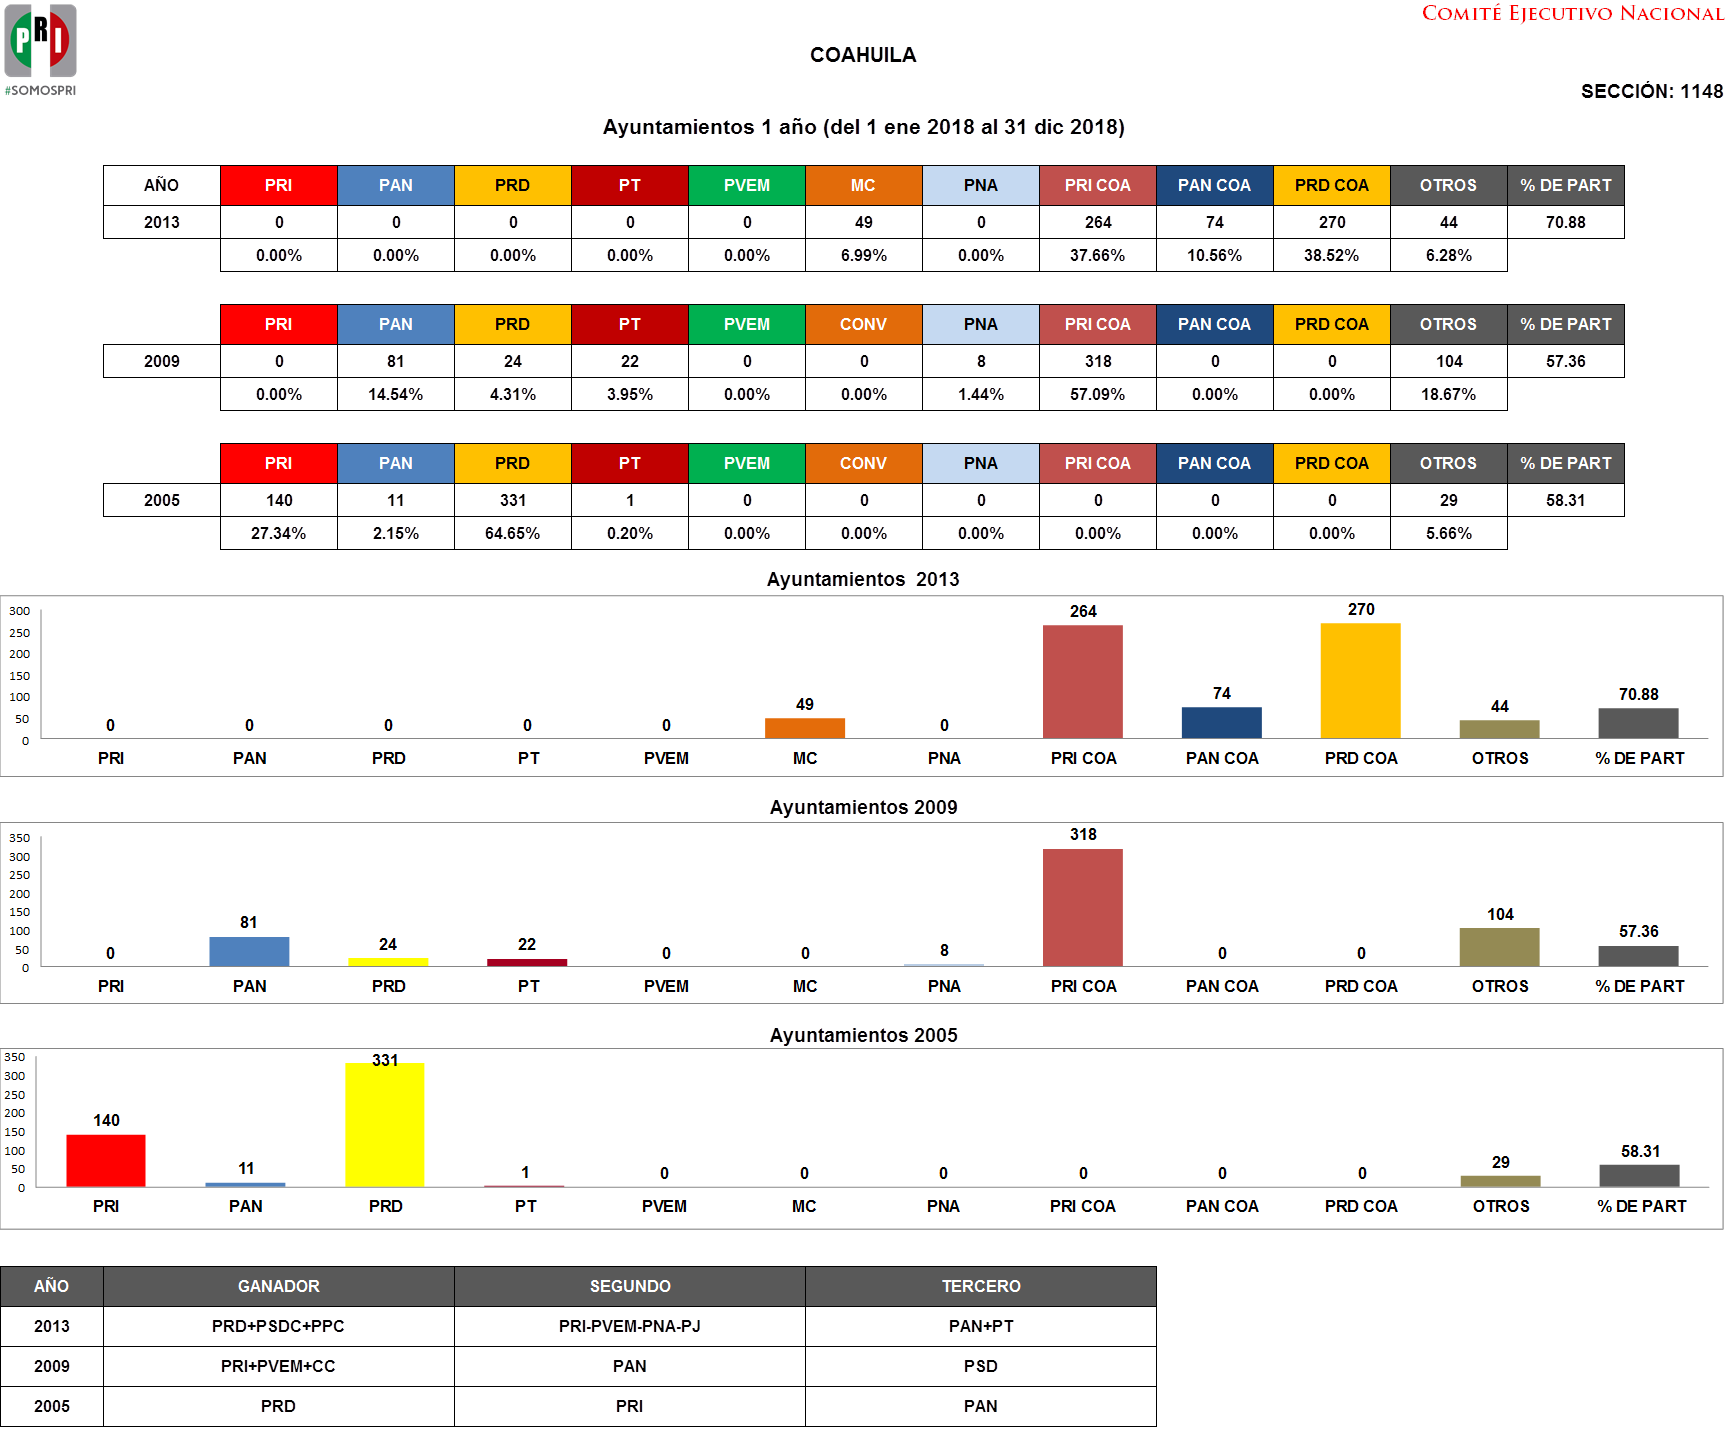 PRI
#SOMOSPRI
COMITÉ EJECUTIVO NACIONAL
COAHUILA
SECCIÓN: 1148
Ayuntamientos 1 año (del 1 ene 2018 al 31 dic 2018)
AÑO PRI PAN PRD PT PVEM MC PNA PRI COA PAN COA PRD COA OTROS % DE PART
2013 0 0 0 0 0 49 0 264 74 270 44 70.88
0.00% 0.00% 0.00% 0.00% 0.00% 6.99% 0.00% 37.66% 10.56% 38.52% 6.28%
PRI PAN PRD PT PVEM CONV PNA PRI COA PAN COA PRD COA OTROS % DE PART
2009 0 81 24 22 0 0 8 318 0 0 104 57.36
0.00% 14.54% 4.31% 3.95% 0.00% 0.00% 1.44% 57.09% 0.00% 0.00% 18.67%
PRI PAN PRD PT PVEM CONV PNA PRI COA PAN COA PRD COA OTROS % DE PART
2005 140 11 331 1 0 0 0 0 0 0 29 58.31
27.34% 2.15% 64.65% 0.20% 0.00% 0.00% 0.00% 0.00% 0.00% 0.00% 5.66%
Ayuntamientos 2013
300
250
200
150
100
50
0
0 0 0 0 0 49 0 264 74 270 44 70.88
PRI PAN PRD PT PVEM MC PNA PRI COA PAN COA PRD COA OTROS % DE PART
Ayuntamientos 2009
350
300
250
200
150
100
50
0
0 81 24 22 0 0 8 318 0 0 104 57.36
PRI PAN PRD PT PVEM MC PNA PRI COA PAN COA PRD COA OTROS % DE PART
Ayuntamientos 2005
350
300
250
200
150
100
50
0
140 11 331 1 0 0 0 0 0 0 29 58.31
PRI PAN PRD PT PVEM MC PNA PRI COA PAN COA PRD COA OTROS % DE PART
AÑO GANADOR SEGUNDO TERCERO
2013 PRD+PSDC+PPC PRI-PVEM-PNA-PJ PAN+PT
2009 PRI+PVEM+CC PAN PSD
2005 PRD PRI PAN